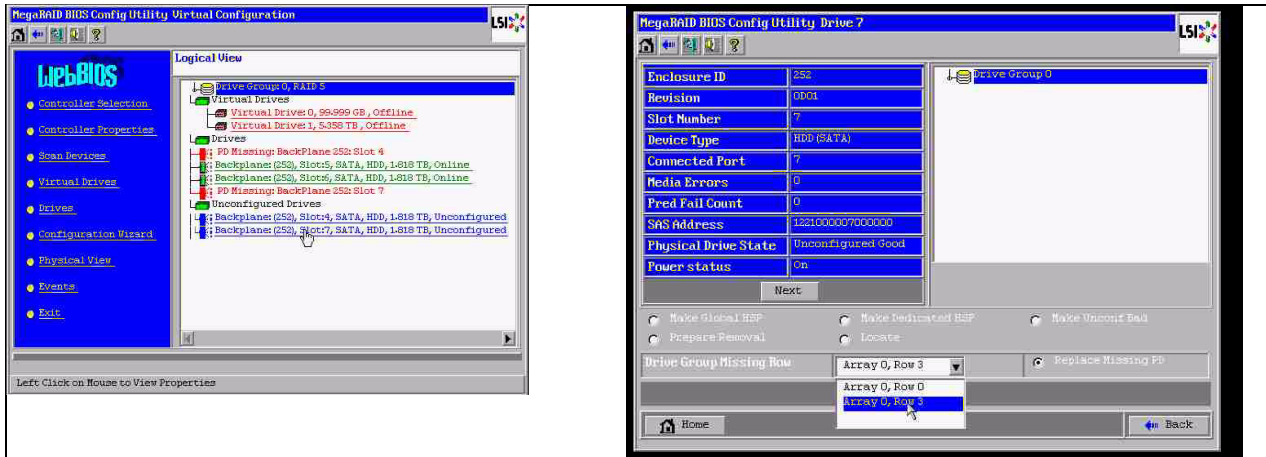 MegaRAID BIOS Config Utility Virtual Configuration
LSI
WebBIOS
Controller Selection
Controller Properties
Scan Devices
Virtual Drives
Drives
Configuration Wizard
Physical View
Events
Exit
Logical View
Drive Group: 0, RAID 5
Virtual Drives
Virtual Drive: 0, 99.999 GB , Offline
Virtual Drive: 1, 5.358 TB , Offline
Drives
PD Missing: BackPlane 252: Slot 4
Backplane: (252), Slot:5, SATA, HDD, 1.818 TB, Online
Backplane: (252), Slot:6, SATA, HDD, 1.818 TB, Online
PD Missing: BackPlane 252: Slot 7
Unconfigured Drives
Backplane: (252), Slot:4, SATA, HDD, 1.818 TB, Unconfigured
Backplane: (252), Slot:7, SATA, HDD, 1.818 TB, Unconfigured
Left Click on Mouse to View Properties
MegaRAID BIOS Config Utility Drive 7
LSI
Enclosure ID 252
Revision 0D01
Slot Number 7
Device Type HDD (SATA)
Connected Port 7
Media Errors 0
Pred Fail Count 0
SAS Address 1221000007000000
Physical Drive State Unconfigured Good
Power status On
Next
Drive Group 0
Make Global HSP Make Dedicated HSP Make Unconf Bad
Prepare Removal Locate
Drive Group Missing Row Array 0, Row 3 Replace Missing PD
Array 0, Row 0
Array 0, Row 3
Home Back